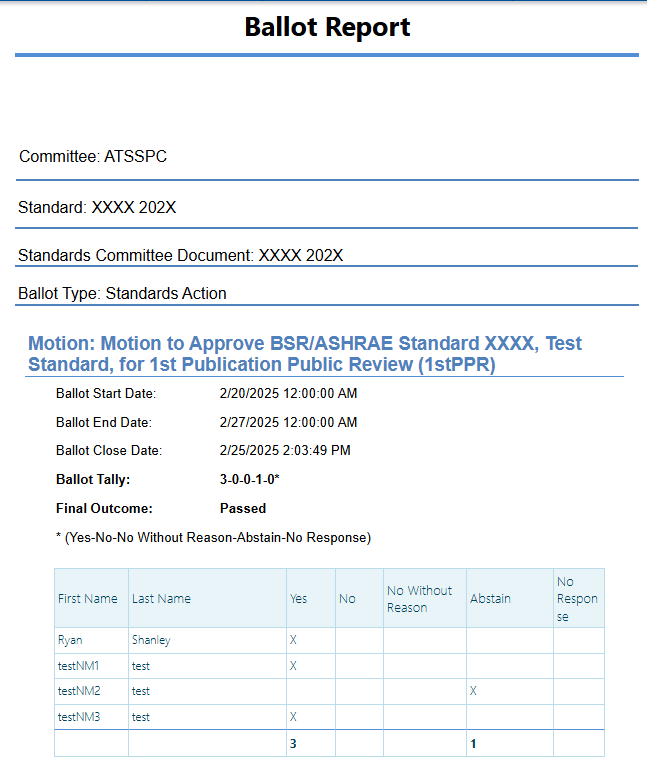 Ballot Report
Committee: ATSSPC
Standard: XXXX 202X
Standards Committee Document: XXXX 202X
Ballot Type: Standards Action
Motion: Motion to Approve BSR/ASHRAE Standard XXXX, Test
Standard, for 1st Publication Public Review (1stPPR)
Ballot Start Date: 2/20/2025 12:00:00 AM
Ballot End Date: 2/27/2025 12:00:00 AM
Ballot Close Date: 2/25/2025 2:03:49 PM
Ballot Tally: 3-0-0-1-0*
Final Outcome: Passed
* (Yes-No-No Without Reason-Abstain-No Response)
First Name Last Name Yes No No Without Reason Abstain No Respon se
Ryan Shanley X
testNM1 test X
testNM2 test X
testNM3 test X
3 1